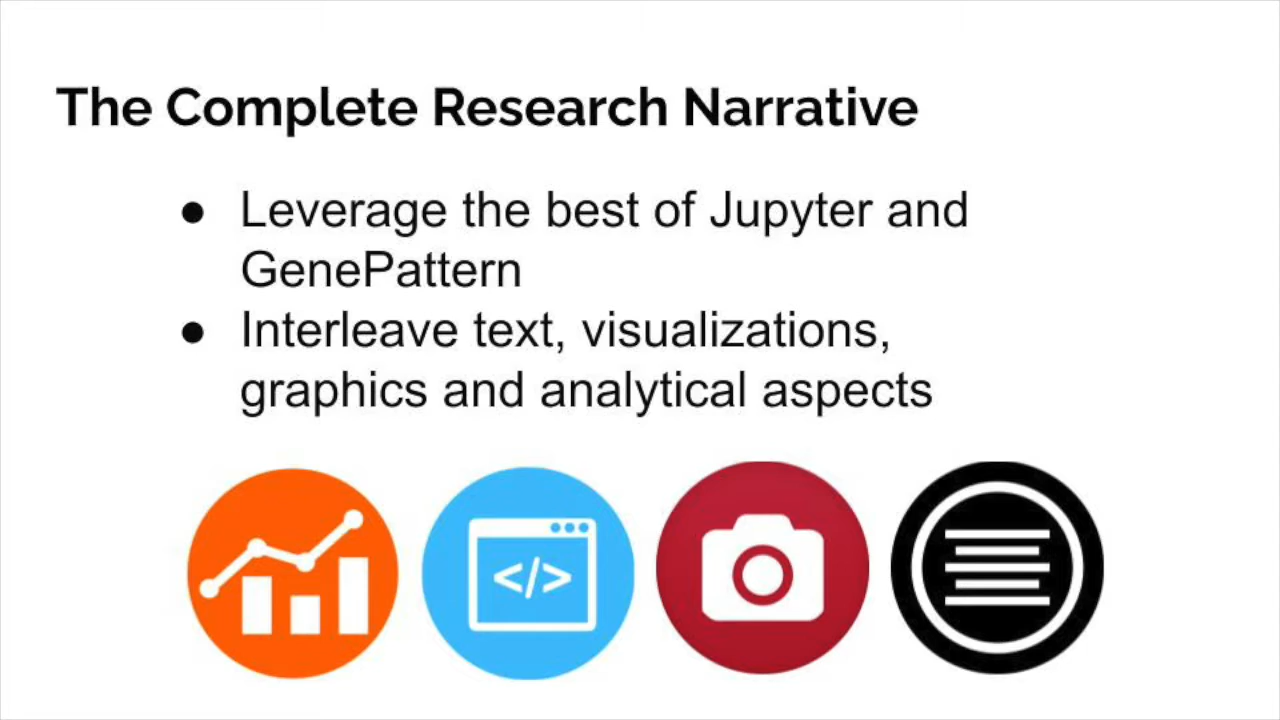 The Complete Research Narrative
● Leverage the best of Jupyter and
GenePattern
● Interleave text, visualizations,
graphics and analytical aspects
</>